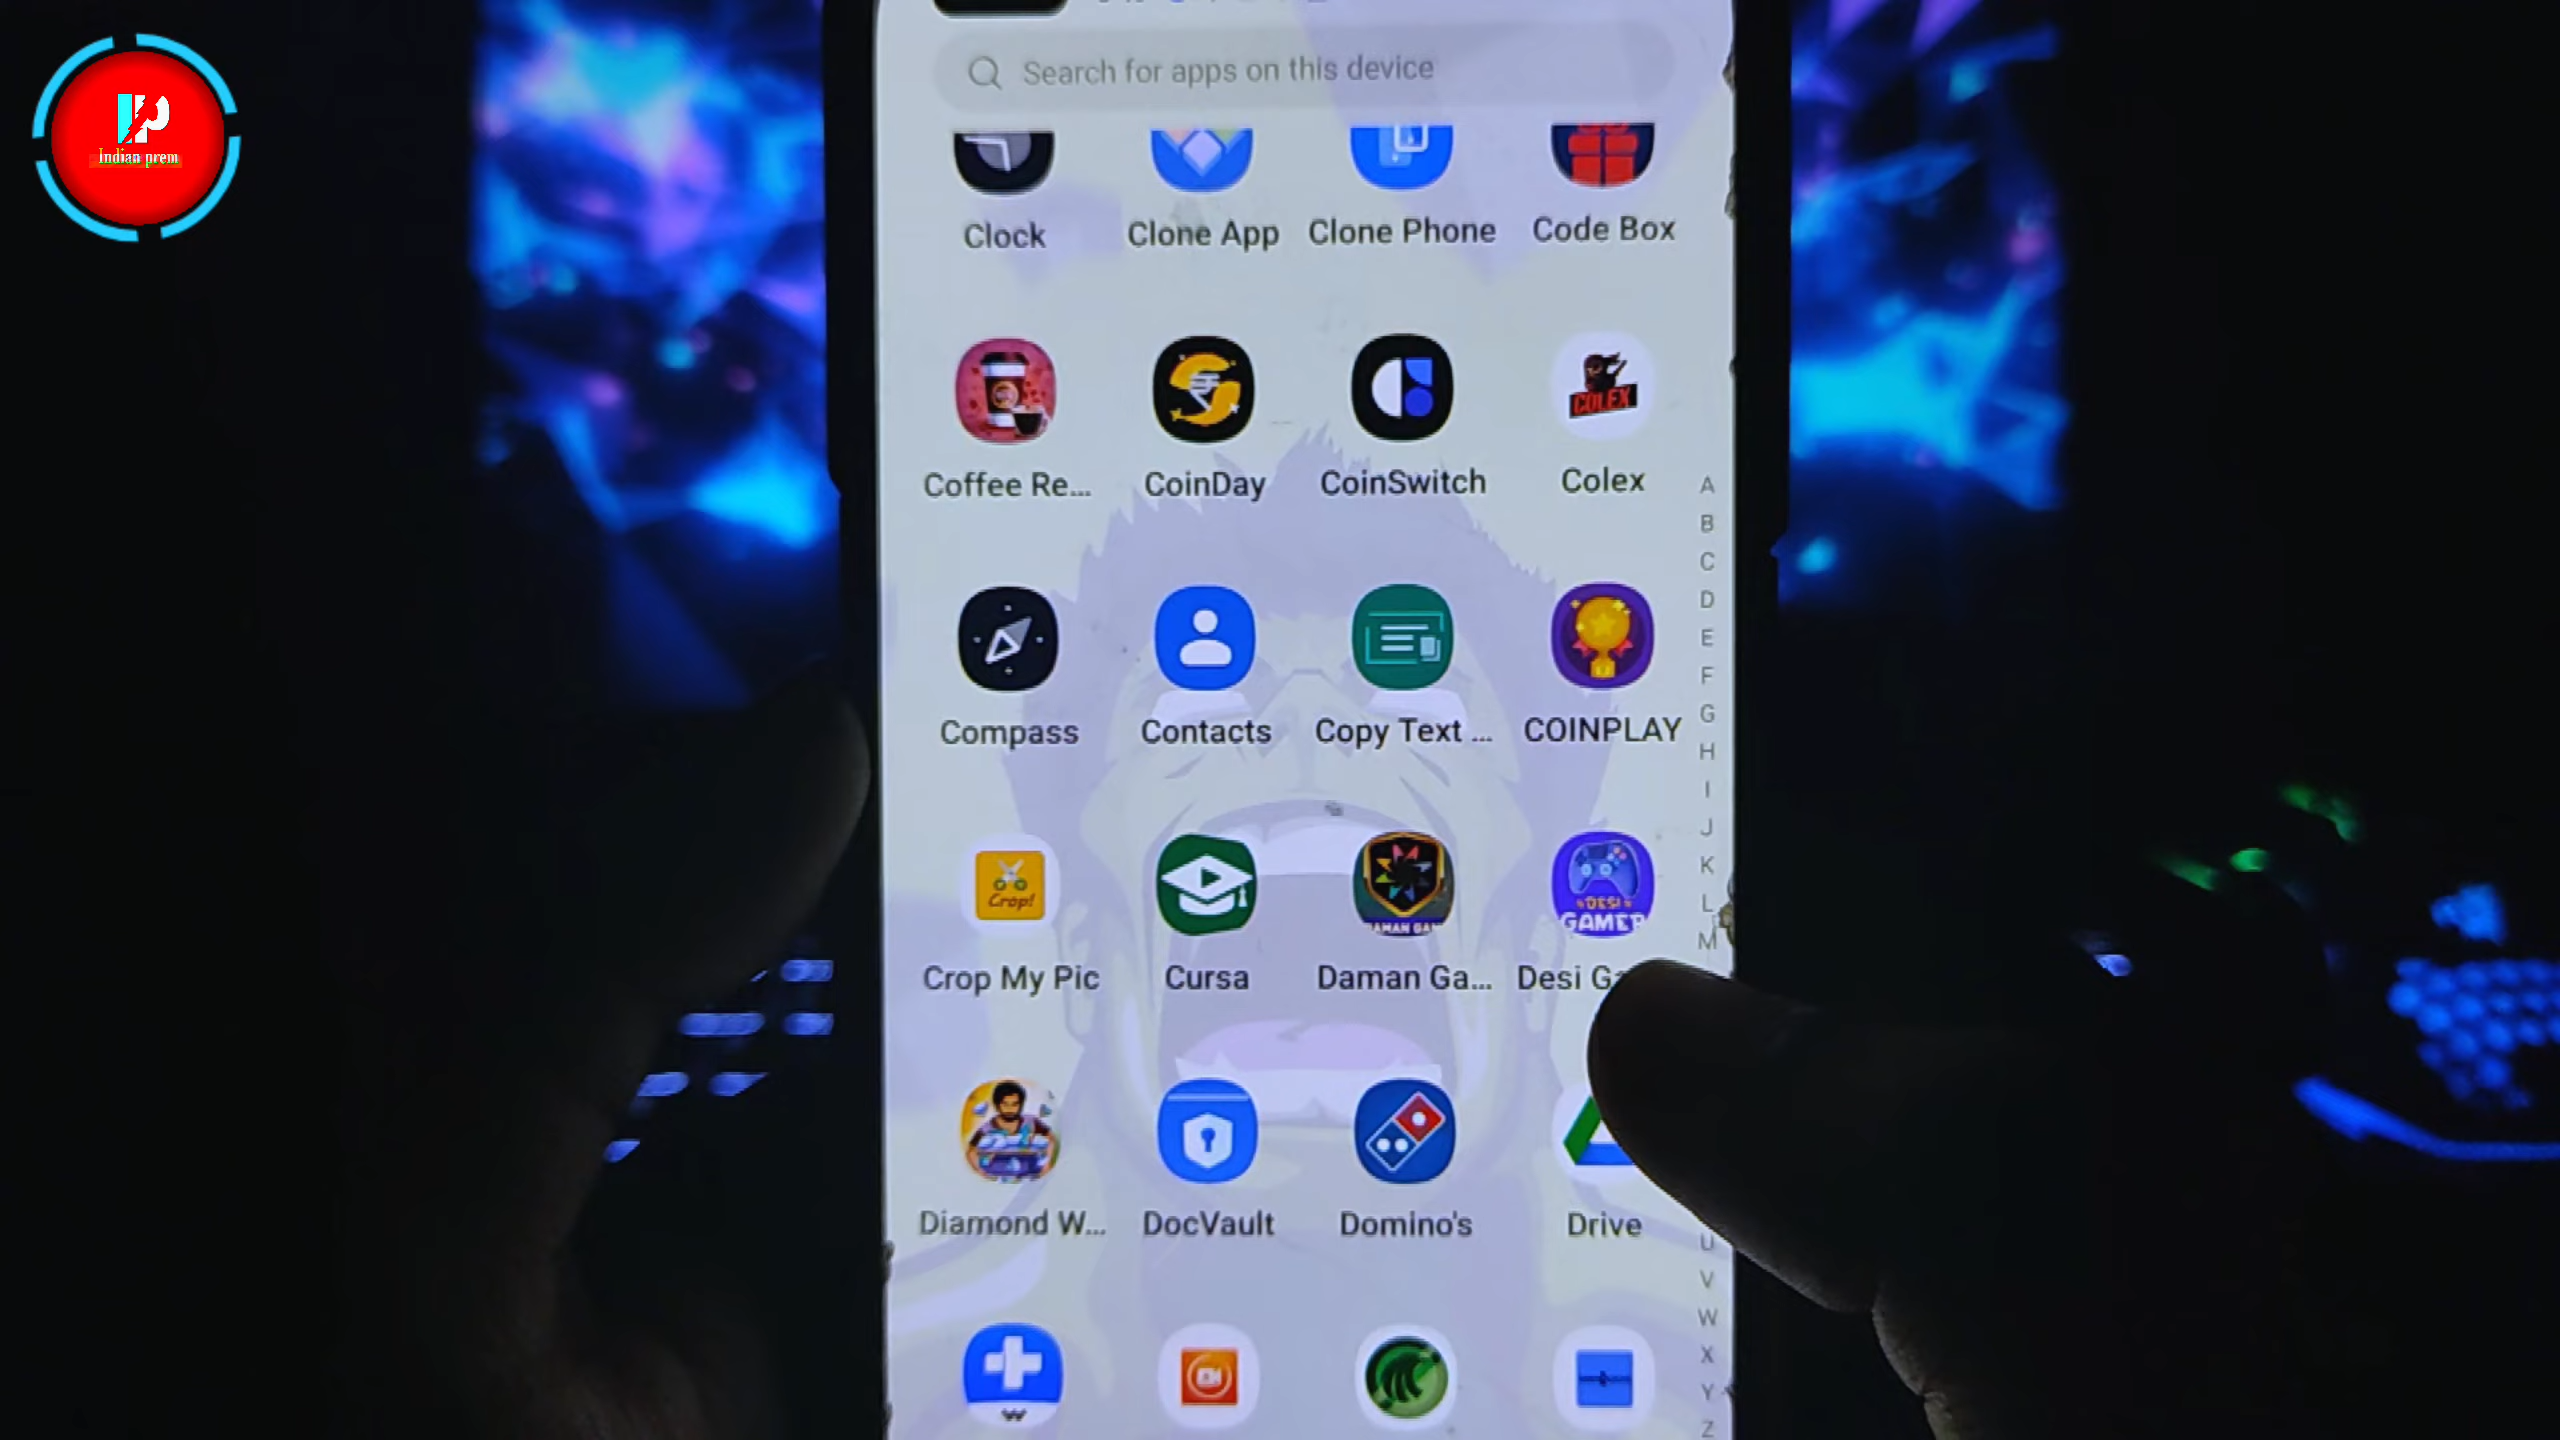 Indian prem
Search for apps on this device
Clock
Clone App
Clone Phone
Code Box
COLEX
Coffee Re...
CoinDay
CoinSwitch
Colex
Compass
Contacts
Copy Text ...
COINPLAY
Crop!
DESI
GAMER
Crop My Pic
Cursa
Daman Ga...
Desi
Diamond W...
DocVault
Domino's
Drive
A
B
C
D
E
F
G
H
I
J
K
L
M
U
V
W
X
Y
Z